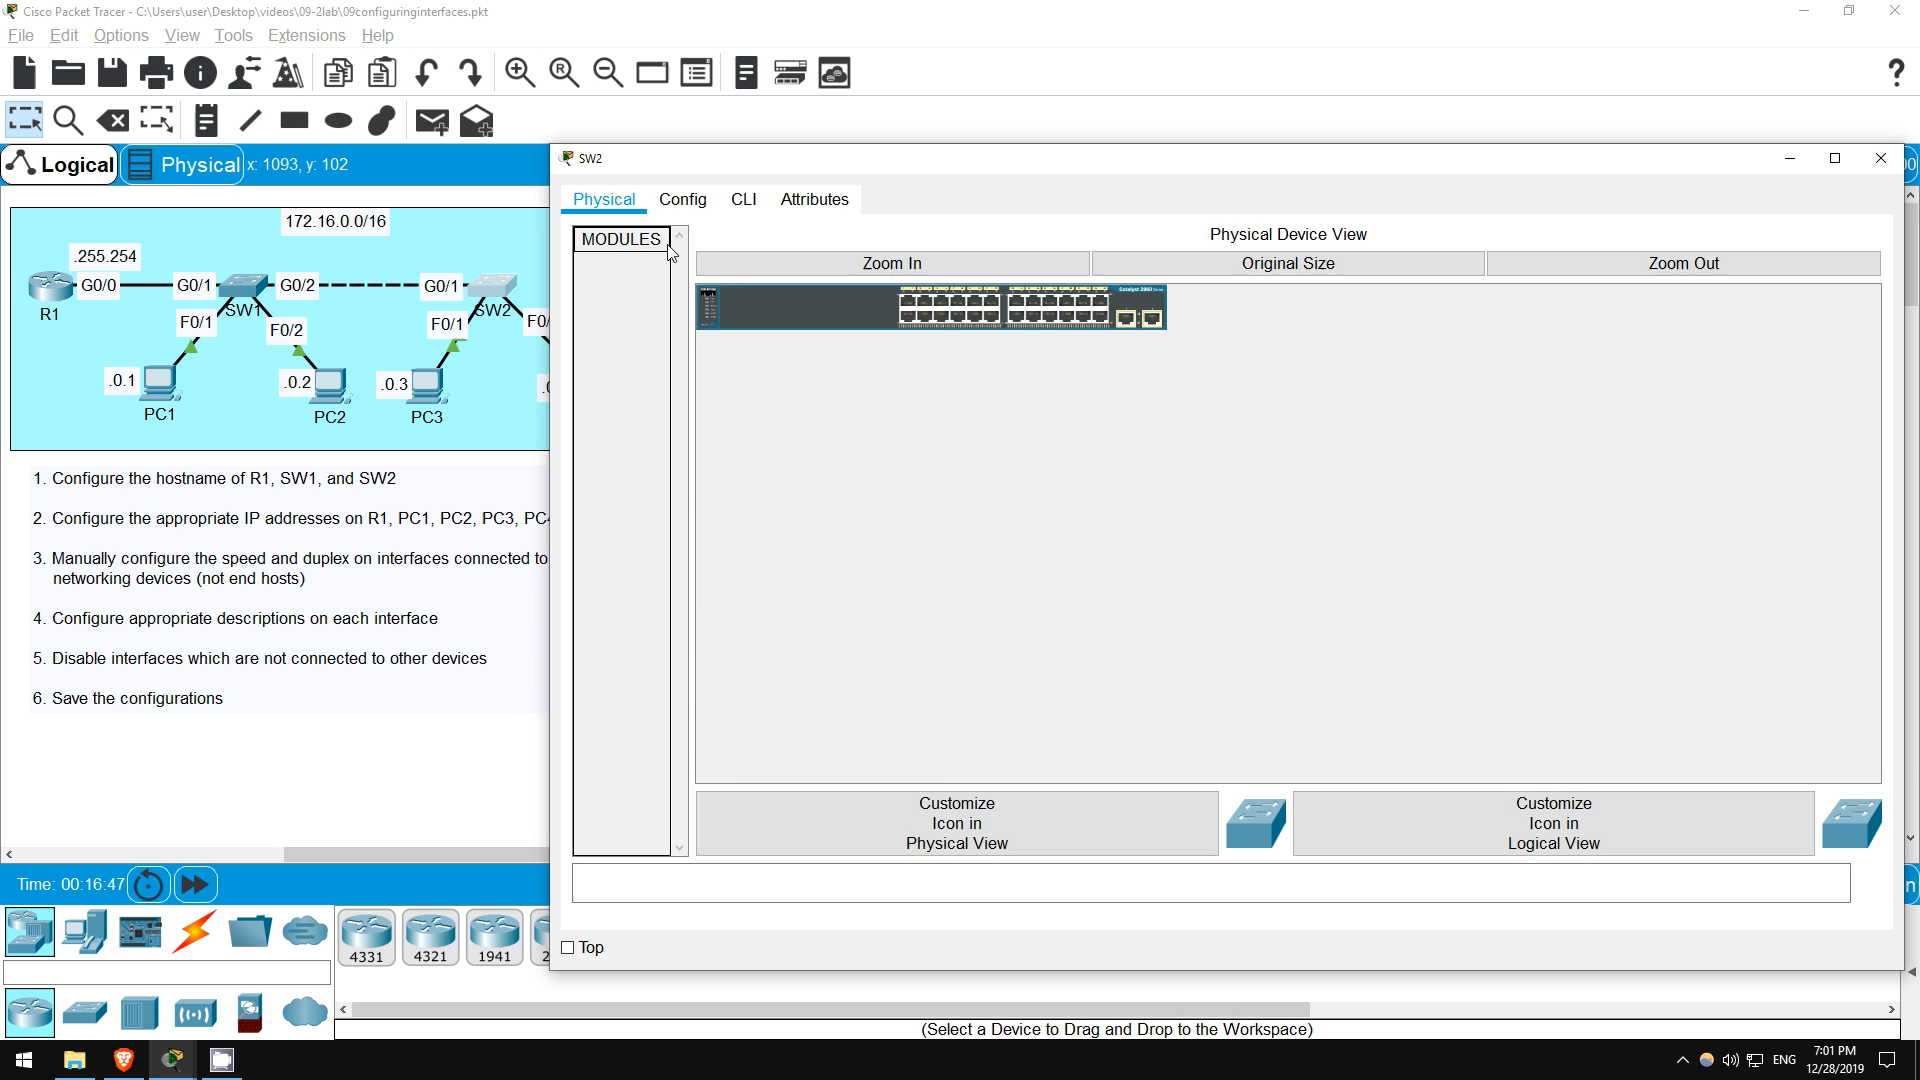 Cisco Packet Tracer - C:\Users\user\Desktop\videos\09-2lab\09configuringinterfaces.pkt
File Edit Options View Tools Extensions Help
Logical Physical x: 1093, y: 102
172.16.0.0/16
.255.254
G0/0 G0/1 G0/2 G0/1
R1 SW1 SW2
F0/1 F0/2 F0/1 F0/
.0.1 .0.2 .0.3
PC1 PC2 PC3
1. Configure the hostname of R1, SW1, and SW2
2. Configure the appropriate IP addresses on R1, PC1, PC2, PC3, PC4
3. Manually configure the speed and duplex on interfaces connected to
networking devices (not end hosts)
4. Configure appropriate descriptions on each interface
5. Disable interfaces which are not connected to other devices
6. Save the configurations
SW2
Physical Config CLI Attributes
MODULES
Physical Device View
Zoom In Original Size Zoom Out
Catalyst 2960
Customize
Icon in
Physical View
Customize
Icon in
Logical View
Top
Time: 00:16:47
4331 4321 1941 2
(Select a Device to Drag and Drop to the Workspace)
ENG
7:01 PM
12/28/2019